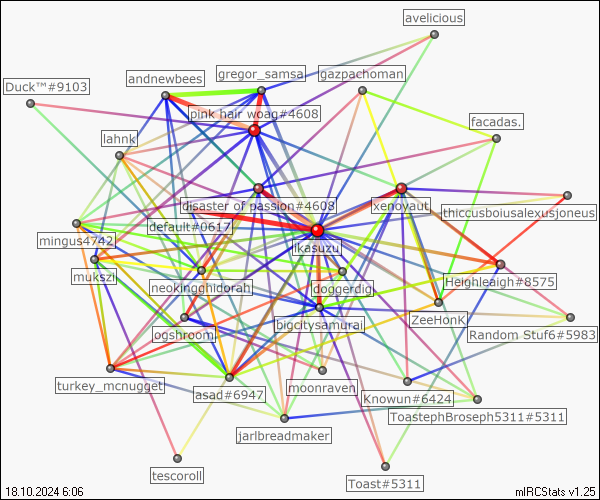 avelicious
andnewbees
gregor_samsa
gazpachoman
Duck™#9103
pink hair woag#4608
facadas.
lahnk
disaster of passion#4608
xenoyaut
thiccusboiusalexusjoneus
default#0617
mingus4742
ikasuzu
mukszi
neokingghidorah
doggerdig
Heighleaigh#8575
ogshroom
bigcitysamurai
ZeeHonk
Random Stuf6#5983
turkey_mcnugget
asad#6947
moonraven
Knowun#6424
ToastephBroseph5311#5311
jarlbreadmaker
tescoroll
Toast#5311
18.10.2024 6:06
mIRCStats v1.25